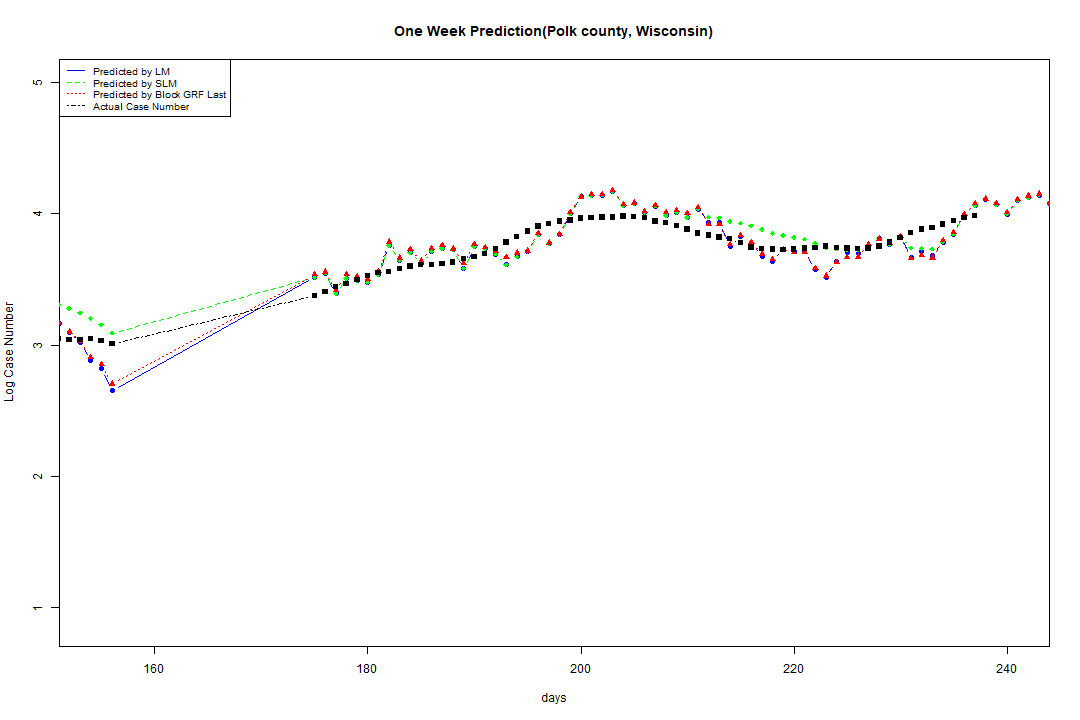 One Week Prediction(Polk county, Wisconsin)
Predicted by LM
Predicted by SLM
Predicted by Block GRF Last
Actual Case Number
5
4
3
2
1
Log Case Number
160 180 200 220 240
days